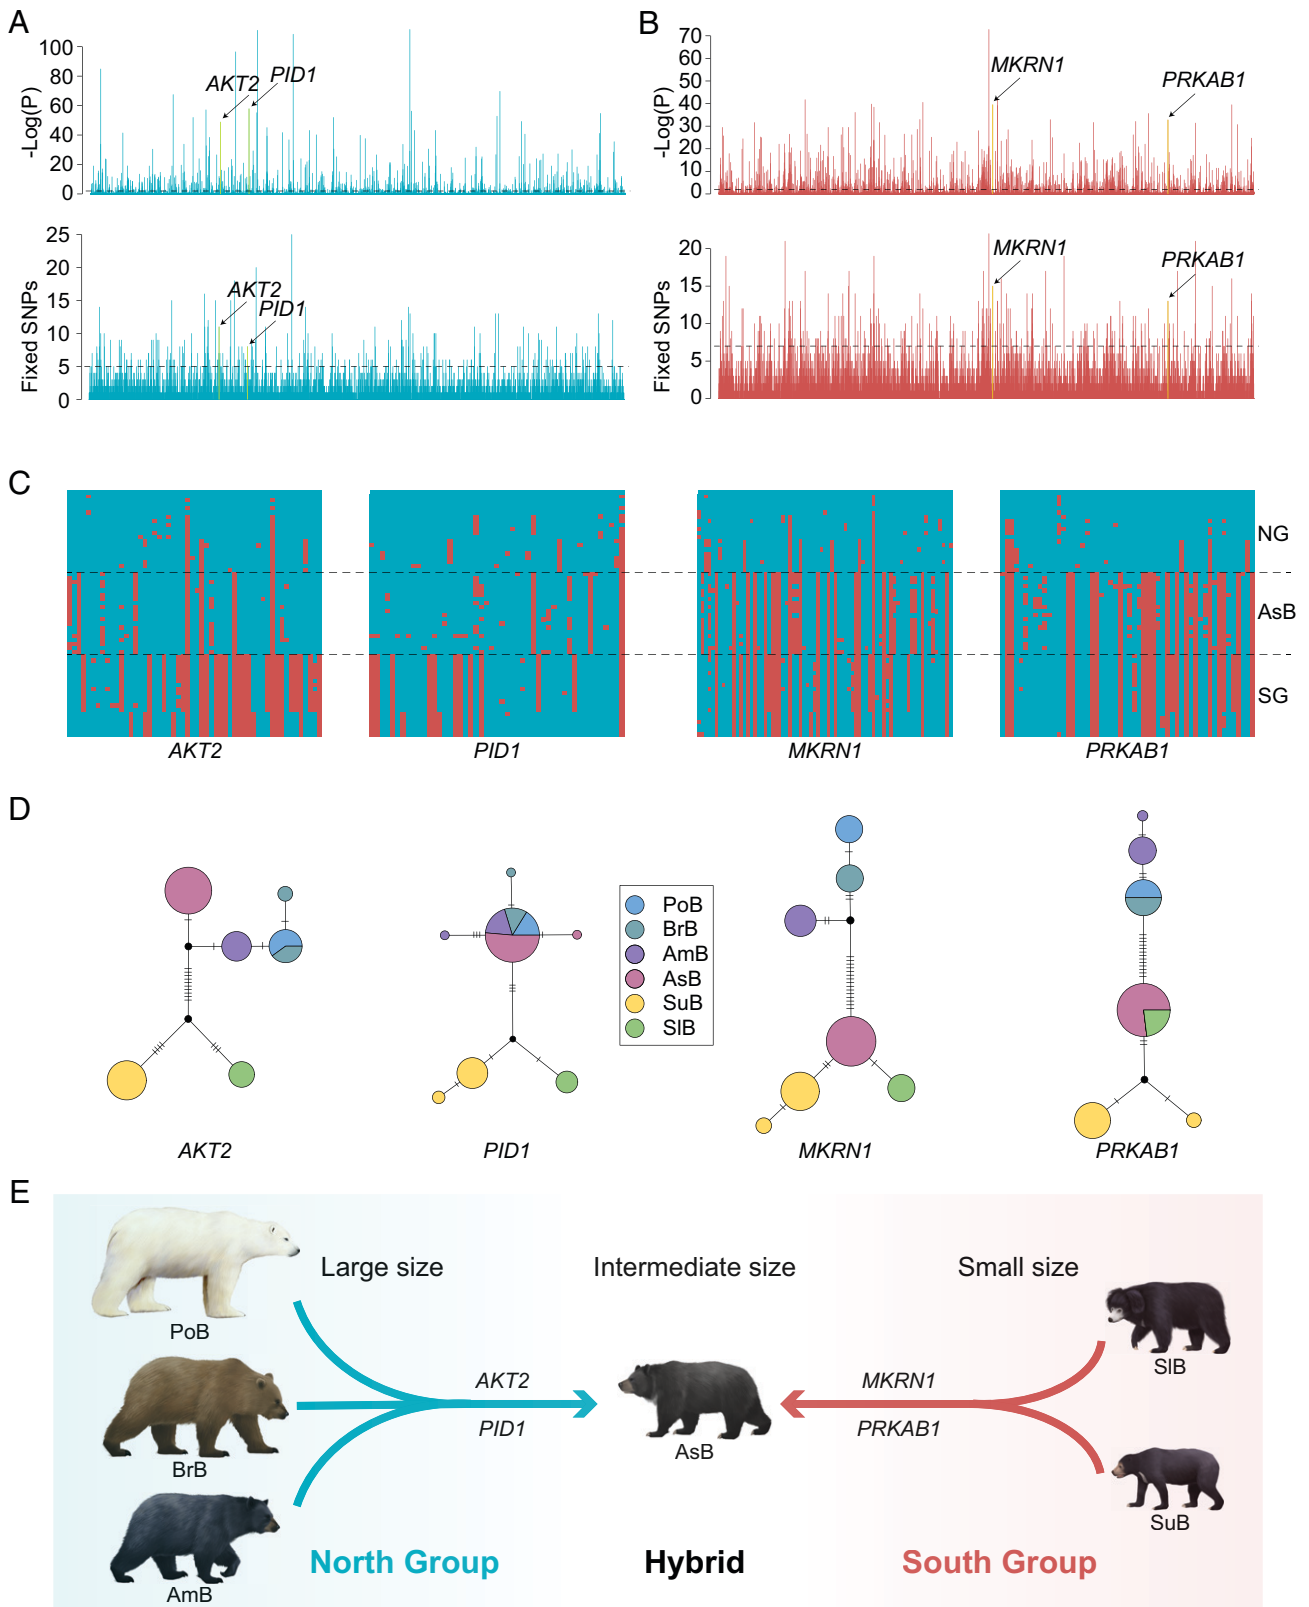 A
-Log(P)
100
80
60
40
20
0
AKT2
PID1
Fixed SNPs
25
20
15
10
5
0
AKT2
PID1
B
-Log(P)
70
60
50
40
30
20
10
0
MKRN1
PRKAB1
Fixed SNPs
20
15
10
5
0
MKRN1
PRKAB1
C
NG
AsB
SG
AKT2
PID1
MKRN1
PRKAB1
D
PoB
BrB
AmB
AsB
SuB
SlB
AKT2
PID1
MKRN1
PRKAB1
E
Large size
Intermediate size
Small size
PoB
SlB
AKT2
MKRN1
PID1
PRKAB1
AsB
BrB
SuB
North Group
Hybrid
South Group
AmB